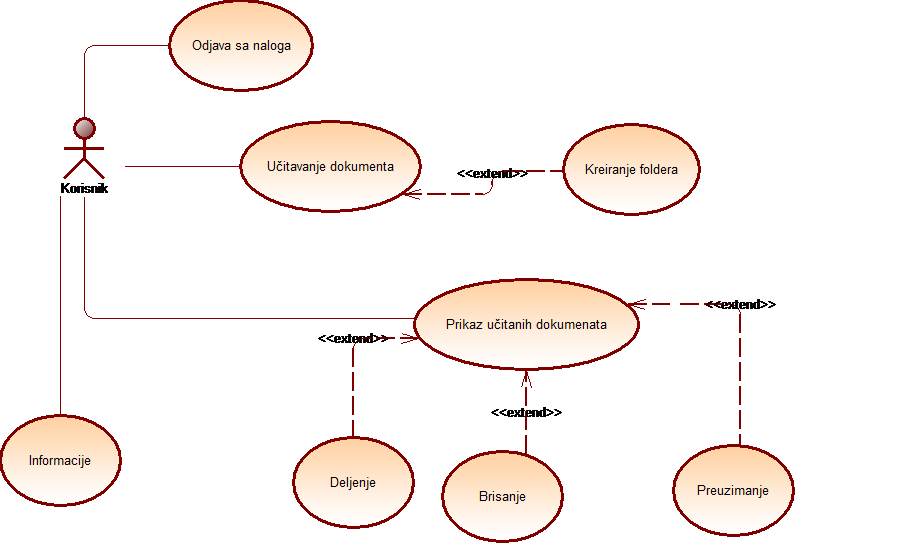 Odjava sa naloga
Učitavanje dokumenta
<<extend>>
Kreiranje foldera
Korisnik
Prikaz učitanih dokumenata
<<extend>>
<<extend>>
<<extend>>
Informacije
Deljenje
Brisanje
Preuzimanje